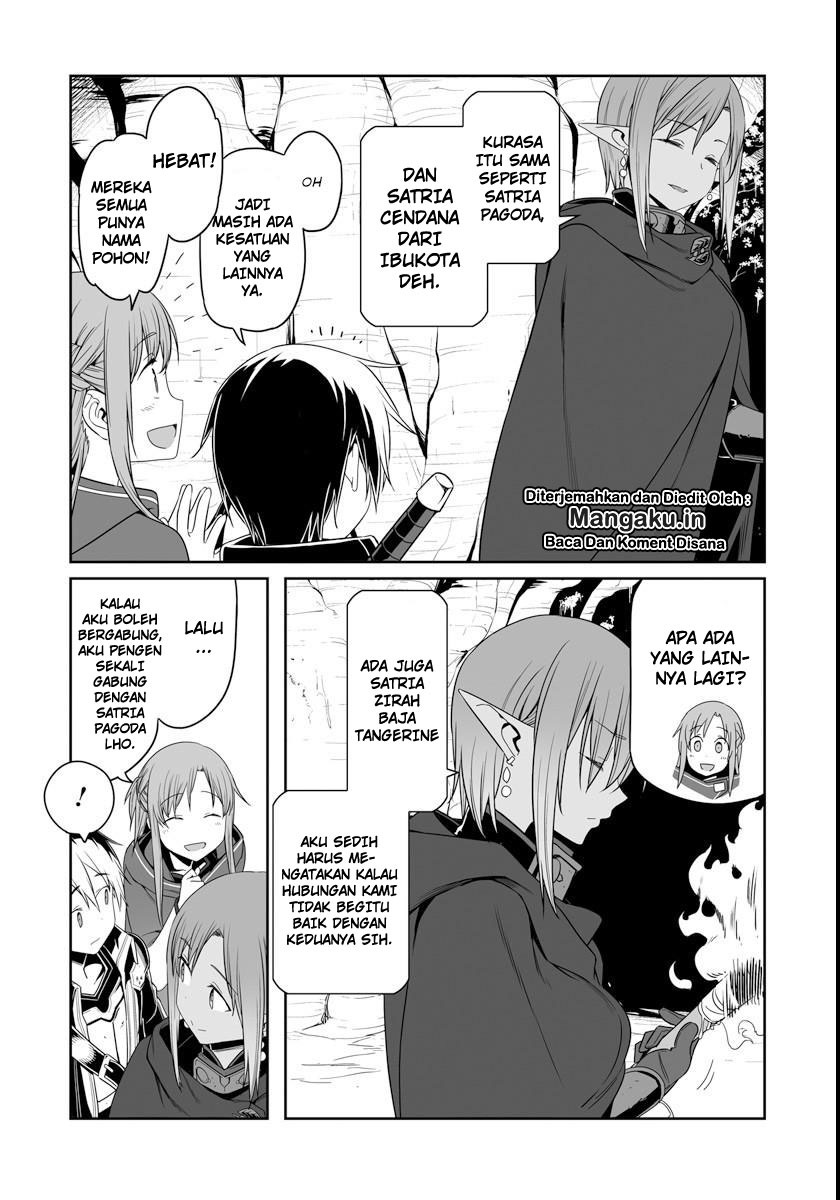 KURASA
ITU SAMA
SEPERTI
SATRIA
PAGODA,
DAN
SATRIA
CENDANA
DARI
IBUKOTA
DEH.
OH
JADI
MASIH ADA
KESATUAN
YANG
LAINNYA
YA.
HEBAT!
MEREKA
SEMUA
PUNYA
NAMA
POHON!
Diterjemahkan dan Diedit Oleh :
Mangaku.in
Baca Dan Koment Disana
APA ADA
YANG LAIN-
NYA LAGI?
ADA JUGA
SATRIA
ZIRAH
BAJA
TANGERINE
AKU SEDIH
HARUS ME-
NGATAKAN KALAU
HUBUNGAN KAMI
TIDAK BEGITU
BAIK DENGAN
KEDUANYA SIH.
LALU
...
KALAU
AKU BOLEH
BERGABUNG,
AKU PENGEN
SEKALI
GABUNG
DENGAN
SATRIA
PAGODA
LHO.
!